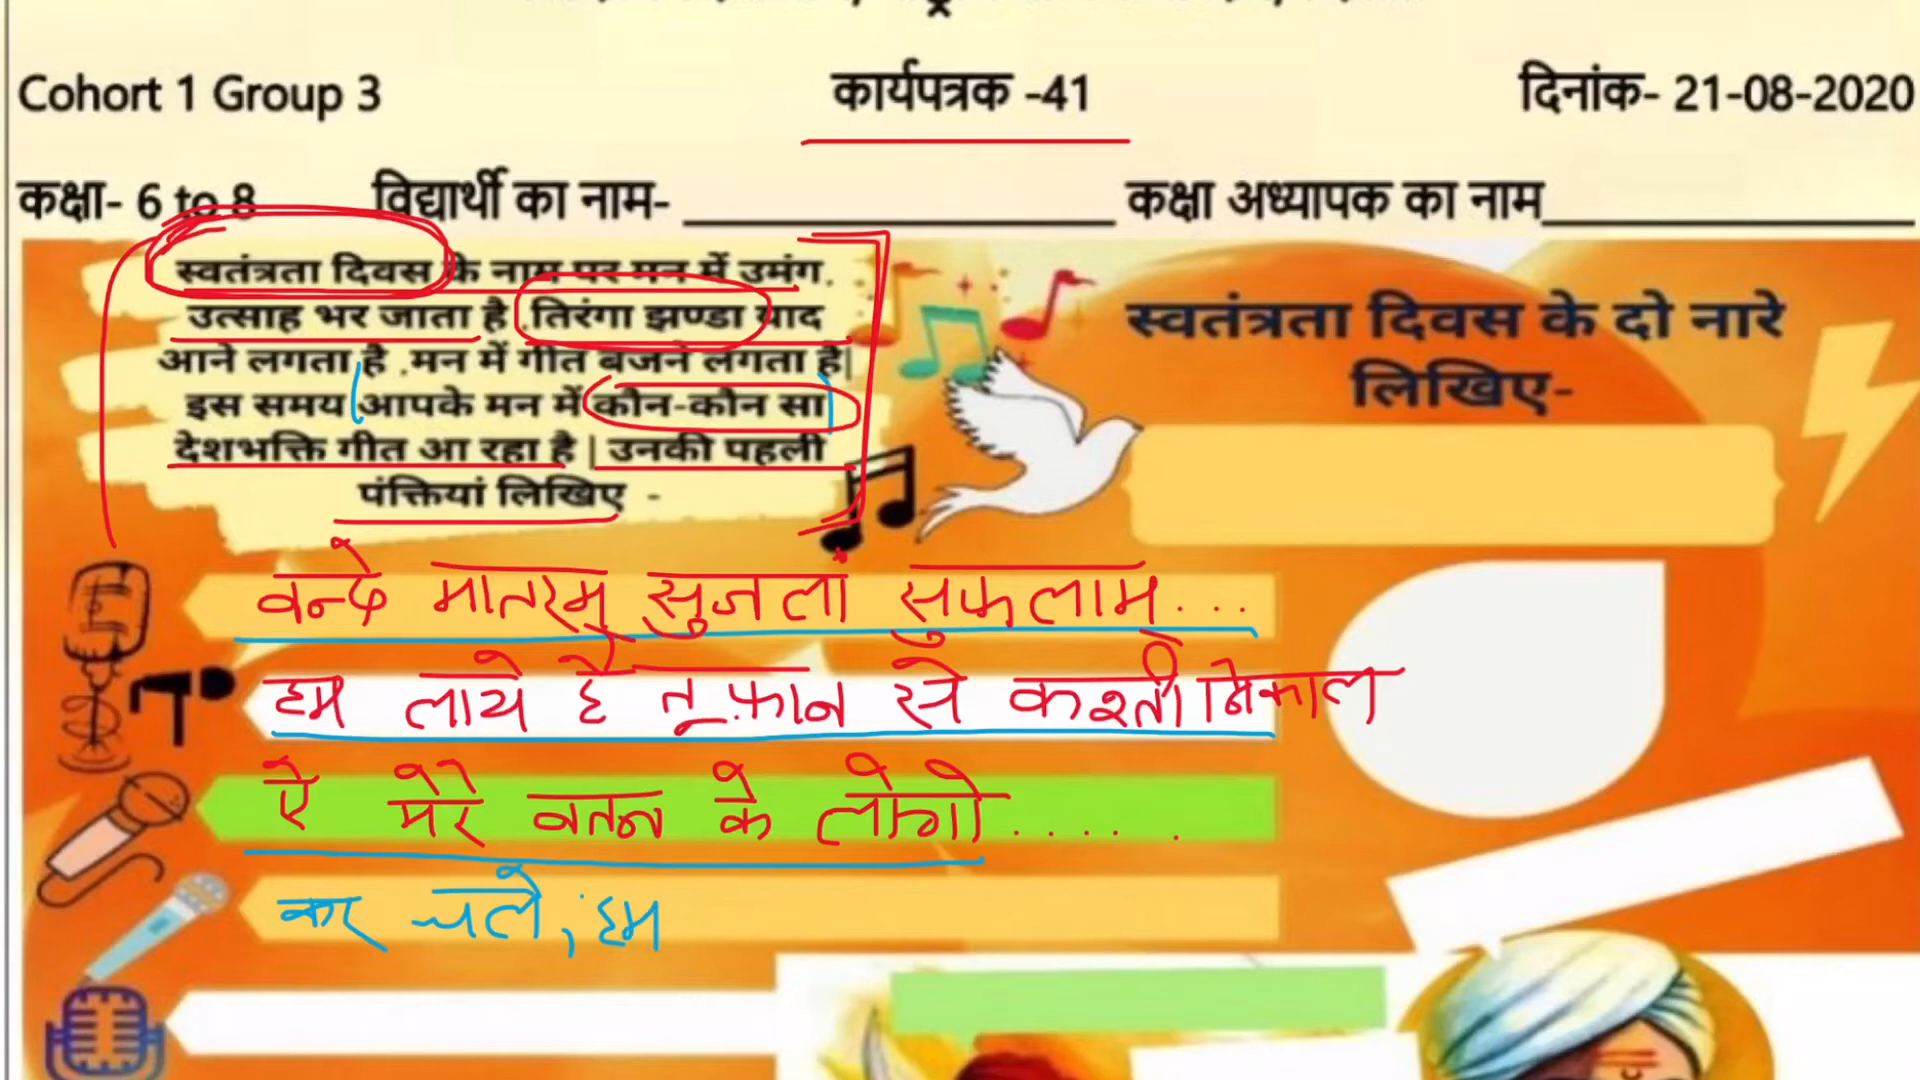 Cohort 1 Group 3 कार्यपत्रक -41 दिनांक- 21-08-2020
कक्षा- 6 to 8 विद्यार्थी का नाम- ____________ कक्षा अध्यापक का नाम____________
स्वतंत्रता दिवस के नाम पर मन में उमंग.
उत्साह भर जाता है .तिरंगा झण्डा याद
आने लगता है .मन में गीत बजने लगता है|
इस समय आपके मन में कौन-कौन सा
देशभक्ति गीत आ रहा है | उनकी पहली
पंक्तियां लिखिए -
स्वतंत्रता दिवस के दो नारे
लिखिए-
वन्दे मातरम् सुजलां सुफलाम्...
हम लाये है तूफान से कश्ती निकाल
ऐ मेरे वतन के लोगो......
कर चले, हम